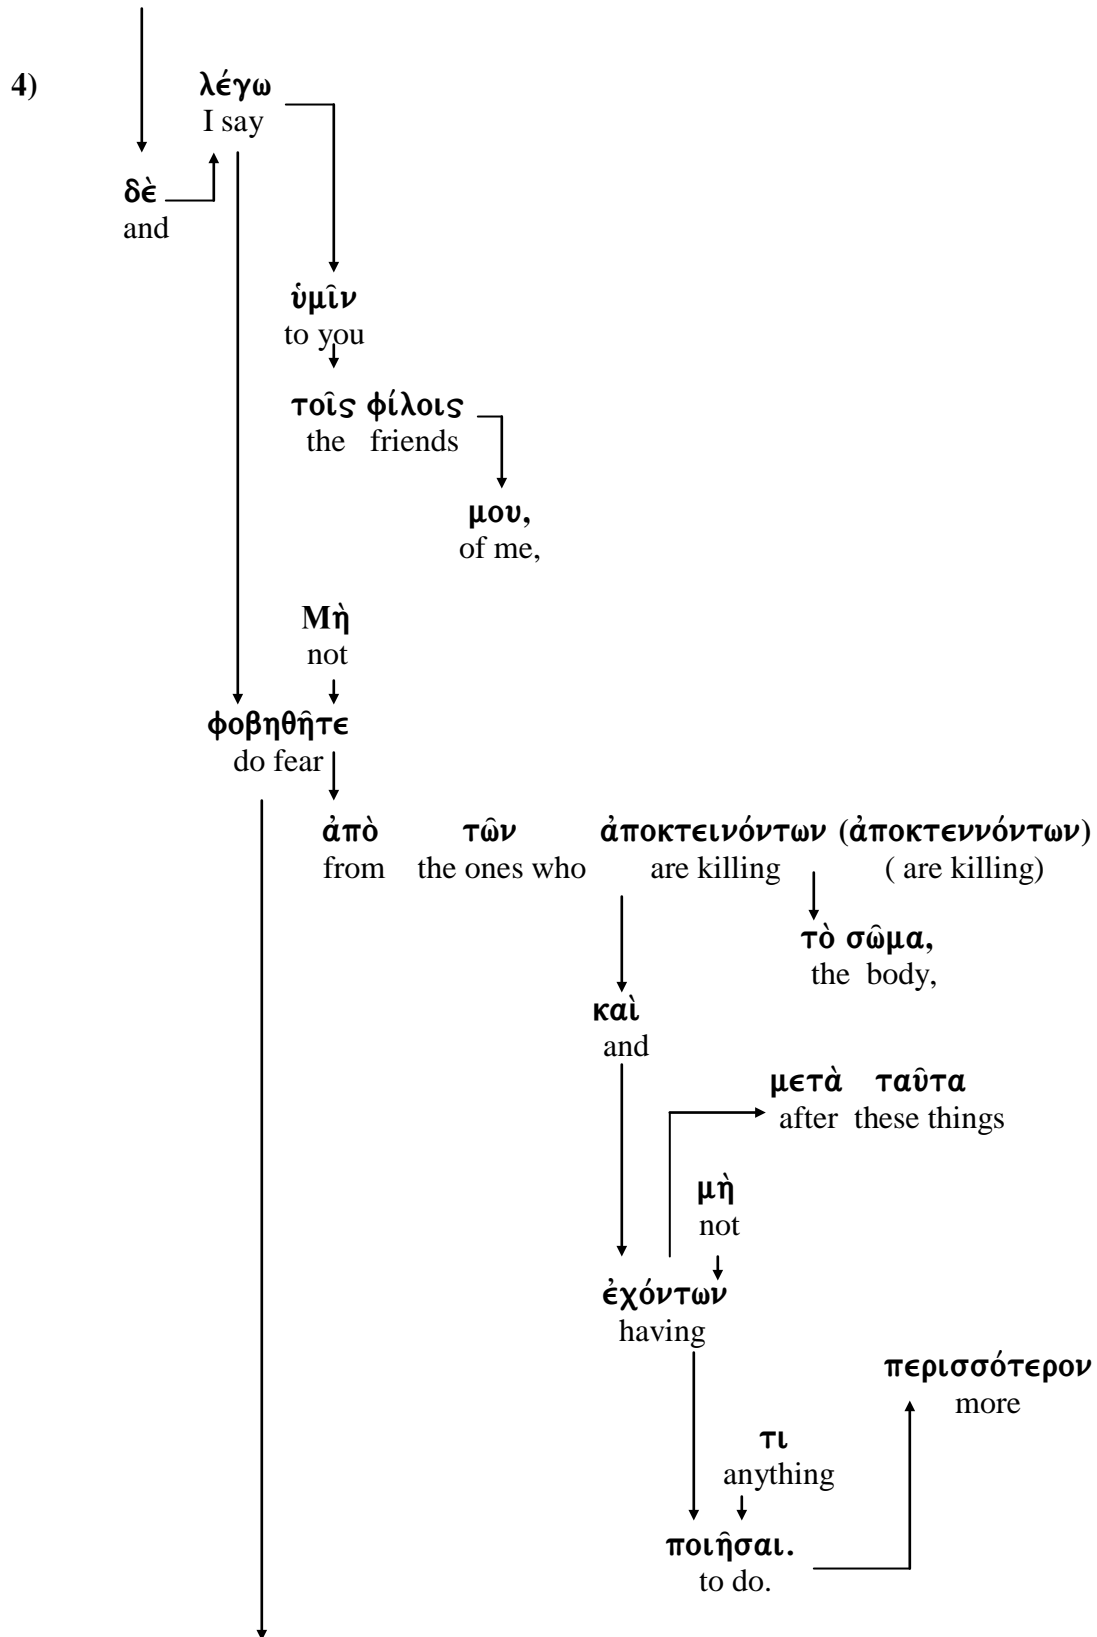 4) λέγω
I say
δὲ
and
ὑμῖν
to you
τοῖς φίλοις
the friends
μου,
of me,
Μὴ
not
φοβηθῆτε
do fear
ἀπὸ τῶν ἀποκτεινόντων (ἀποκτεννόντων)
from the ones who are killing ( are killing)
τὸ σῶμα,
the body,
καὶ
and
μετὰ ταῦτα
after these things
μὴ
not
ἐχόντων
having
περισσότερον
more
τι
anything
ποιῆσαι.
to do.